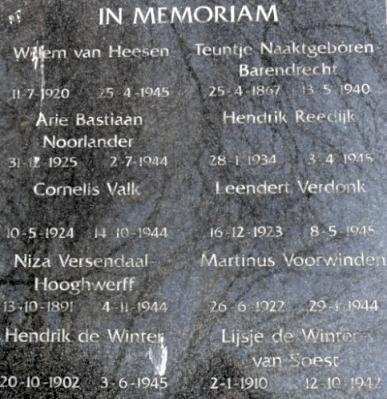 IN MEMORIAM
Willem van Heesen
11-7-1920 25-4-1945
Arie Bastiaan
Noorlander
31-12-1925 2-7-1944
Cornelis Valk
10-5-1924 14-10-1944
Niza Versendaal-
Hooghwerff
13-10-1891 4-11-1944
Hendrik de Winter
20-10-1902 3-6-1945
Teuntje Naaktgeboren
Barendrecht
25-4-1867 13-5-1940
Hendrik Reedijk
28-1-1934 3-4-1945
Leendert Verdonk
16-12-1923 8-5-1945
Martinus Voorwinden
26-6-1922 29-1-1944
Lijsje de Winter-
van Soest
2-1-1910 12-10-1942